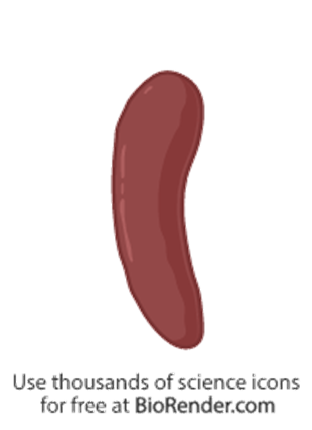 Use thousands of science icons
for free at BioRender.com